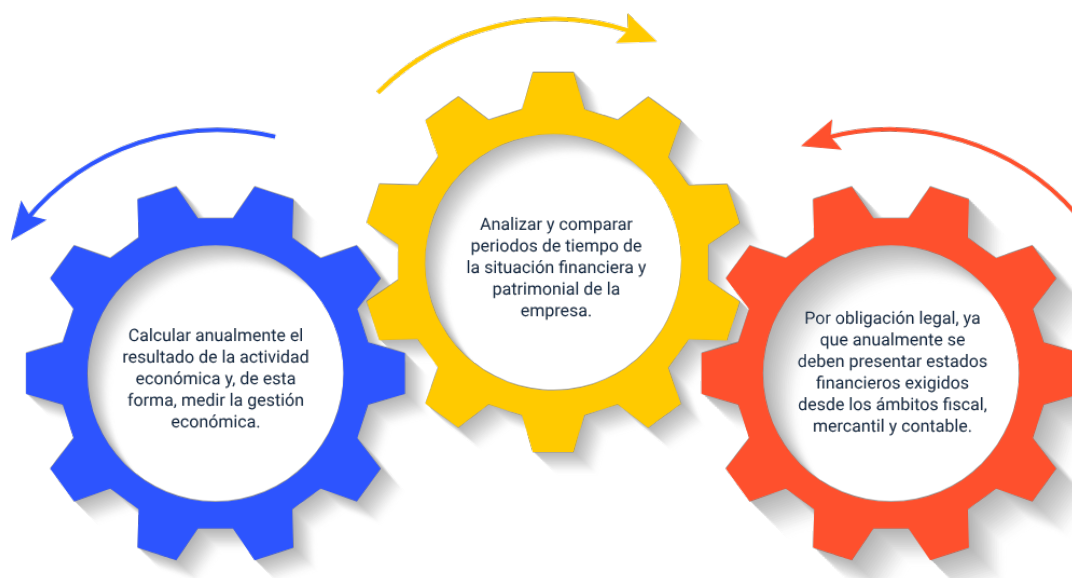 Calcular anualmente el
resultado de la actividad
económica y, de esta
forma, medir la gestión
económica.
Analizar y comparar
periodos de tiempo de
la situación financiera y
patrimonial de la
empresa.
Por obligación legal, ya
que anualmente se
deben presentar estados
financieros exigidos
desde los ámbitos fiscal,
mercantil y contable.